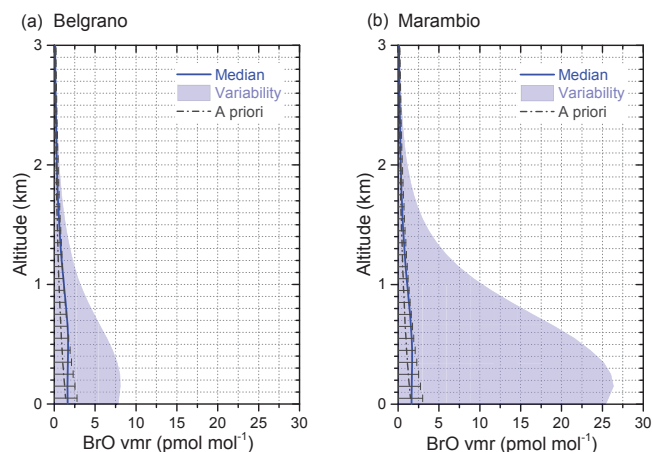 (a) Belgrano
3
2
1
0
Altitude (km)
Median
Variability
A priori
0 5 10 15 20 25 30
BrO vmr (pmol mol⁻¹)
(b) Marambio
3
2
1
0
Altitude (km)
Median
Variability
A priori
0 5 10 15 20 25 30
BrO vmr (pmol mol⁻¹)